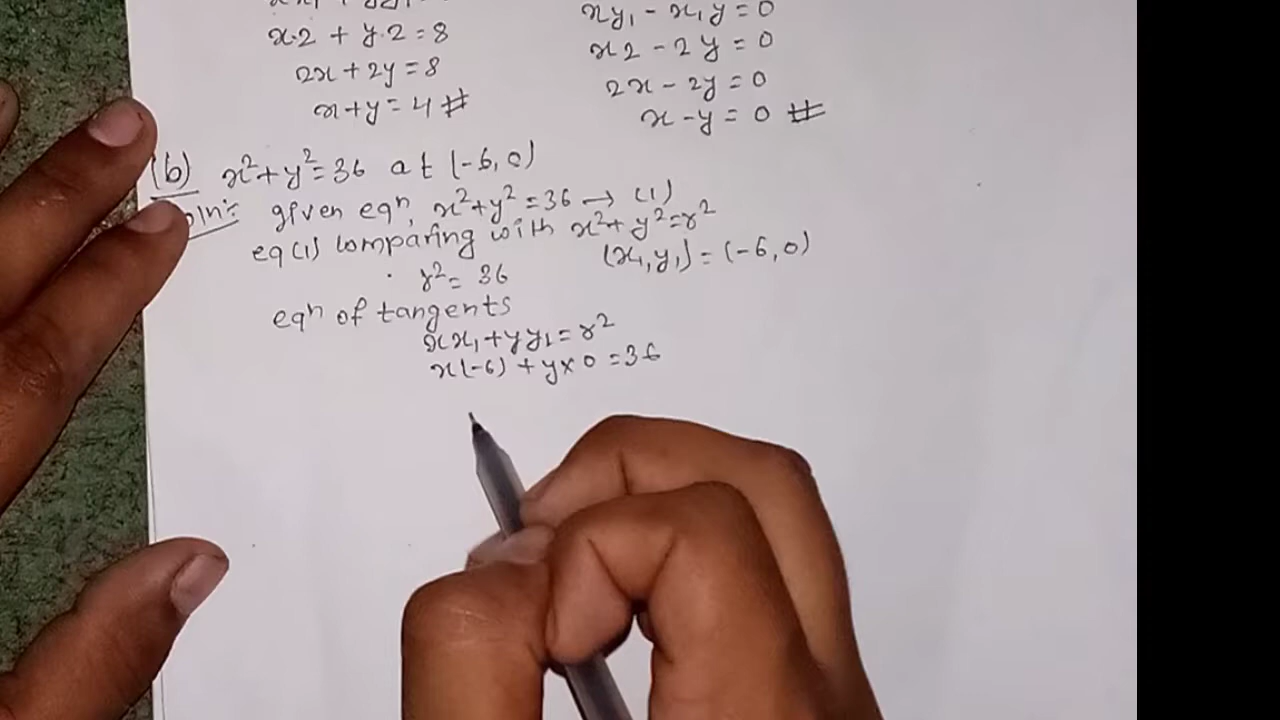 x·2 + y·2 = 8
2x + 2y = 8
x + y = 4 #
xy₁ - x₁y = 0
x2 - 2y = 0
2x - 2y = 0
x - y = 0 #
(b) x² + y² = 36 at (-6, 0)
given eqⁿ, x² + y² = 36 → (1)
eq (1) comparing with x² + y² = r²
r² = 36 (x₁, y₁) = (-6, 0)
eqⁿ of tangents
xx₁ + yy₁ = r²
x(-6) + y × 0 = 36